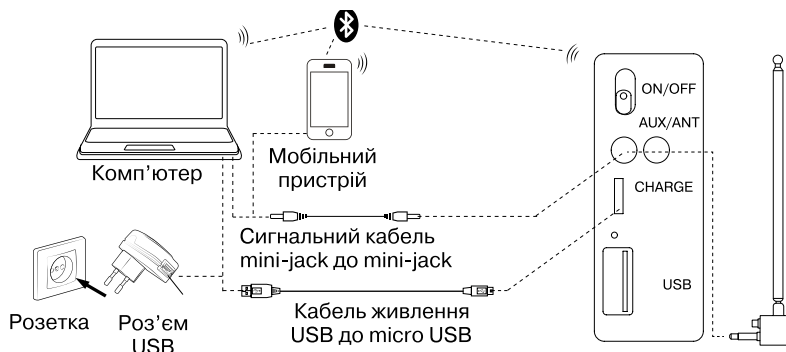 ON/OFF
AUX/ANT
Комп’ютер
Мобільний
пристрій
CHARGE
Сигнальний кабель
mini-jack до mini-jack
USB
Розетка
Роз’єм
USB
Кабель живлення
USB до micro USB